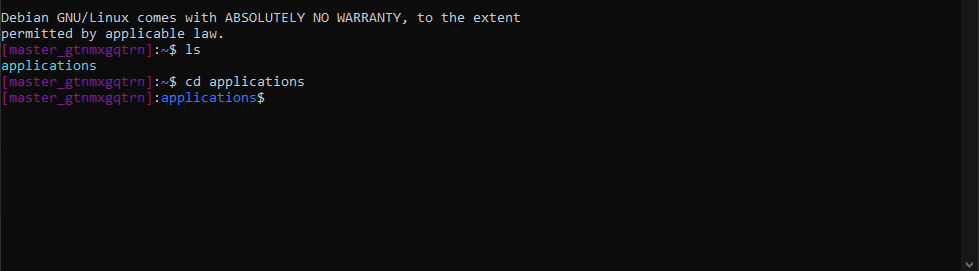 Debian GNU/Linux comes with ABSOLUTELY NO WARRANTY, to the extent
permitted by applicable law.
[master_gtnmxgqtrn]:~$ ls
applications
[master_gtnmxgqtrn]:~$ cd applications
[master_gtnmxgqtrn]:applications$